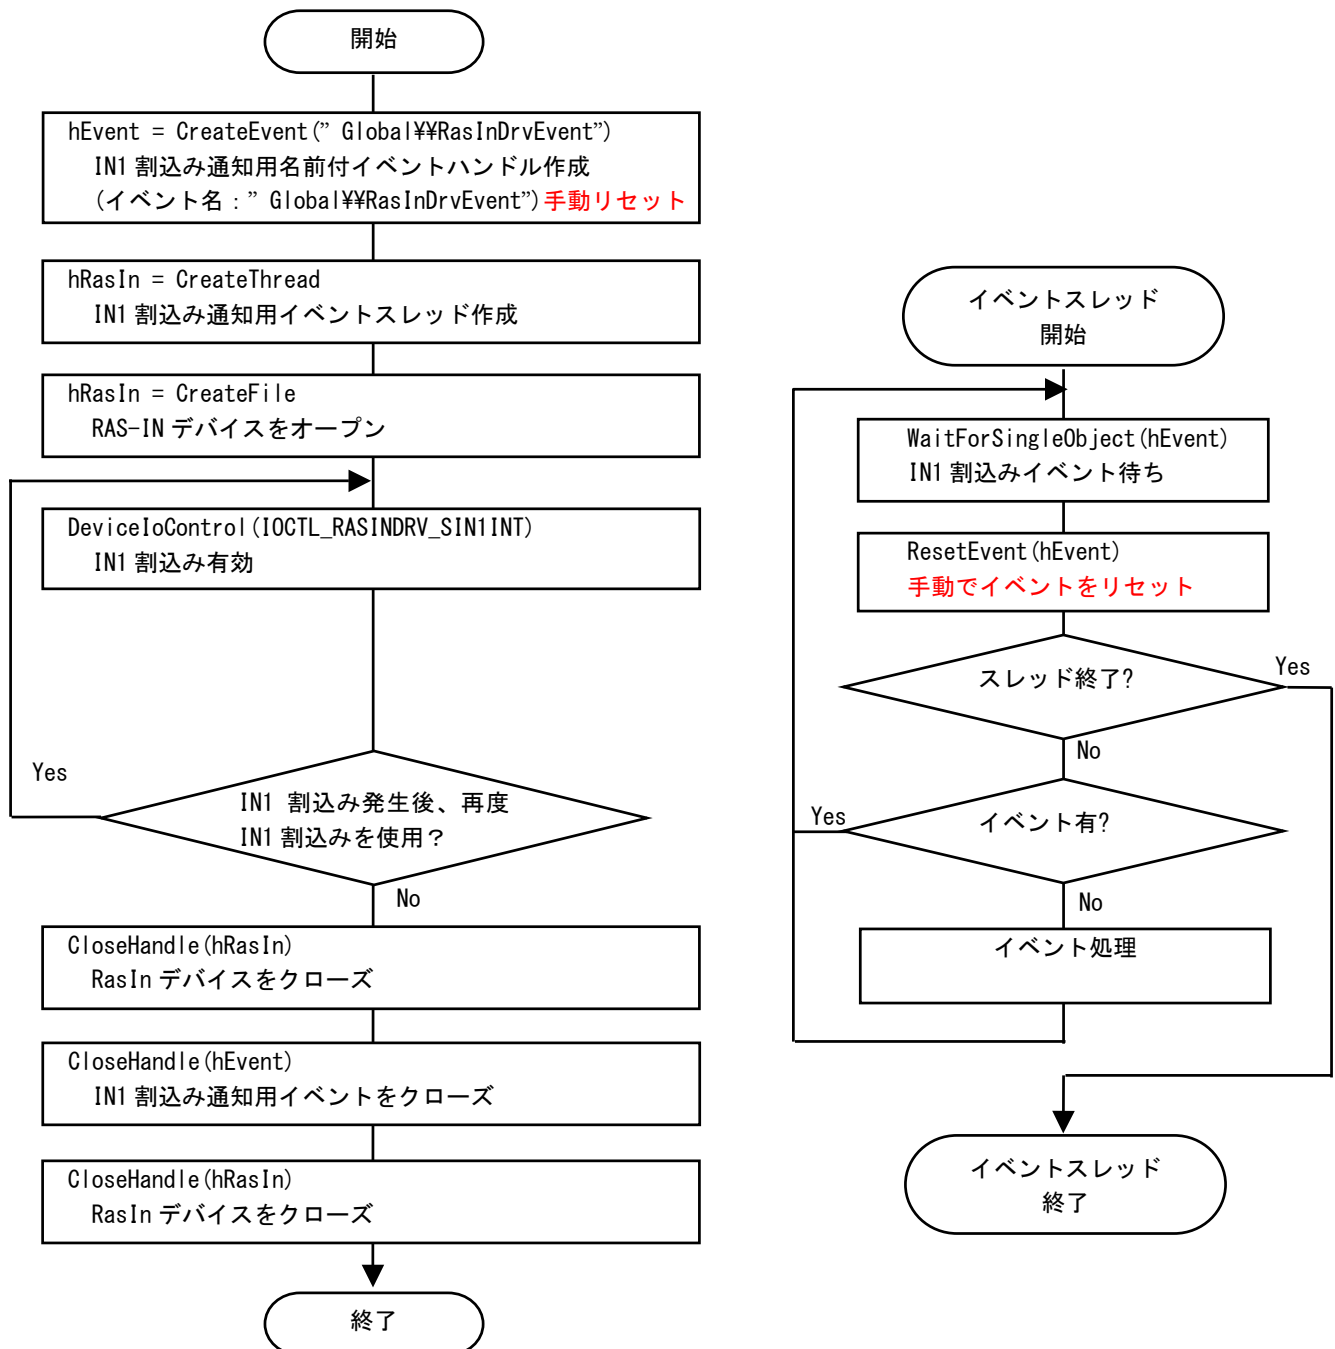 開始
hEvent = CreateEvent(” Global¥¥RasInDrvEvent”)
IN1 割込み通知用名前付イベントハンドル作成
(イベント名：” Global¥¥RasInDrvEvent”)手動リセット
hRasIn = CreateThread
IN1 割込み通知用イベントスレッド作成
hRasIn = CreateFile
RAS-IN デバイスをオープン
DeviceIoControl(IOCTL_RASINDRV_SIN1INT)
IN1 割込み有効
Yes
IN1 割込み発生後、再度
IN1 割込みを使用？
No
CloseHandle(hRasIn)
RasIn デバイスをクローズ
CloseHandle(hEvent)
IN1 割込み通知用イベントをクローズ
CloseHandle(hRasIn)
RasIn デバイスをクローズ
終了
イベントスレッド
開始
WaitForSingleObject(hEvent)
IN1 割込みイベント待ち
ResetEvent(hEvent)
手動でイベントをリセット
スレッド終了?
Yes
No
イベント有?
Yes
No
イベント処理
イベントスレッド
終了